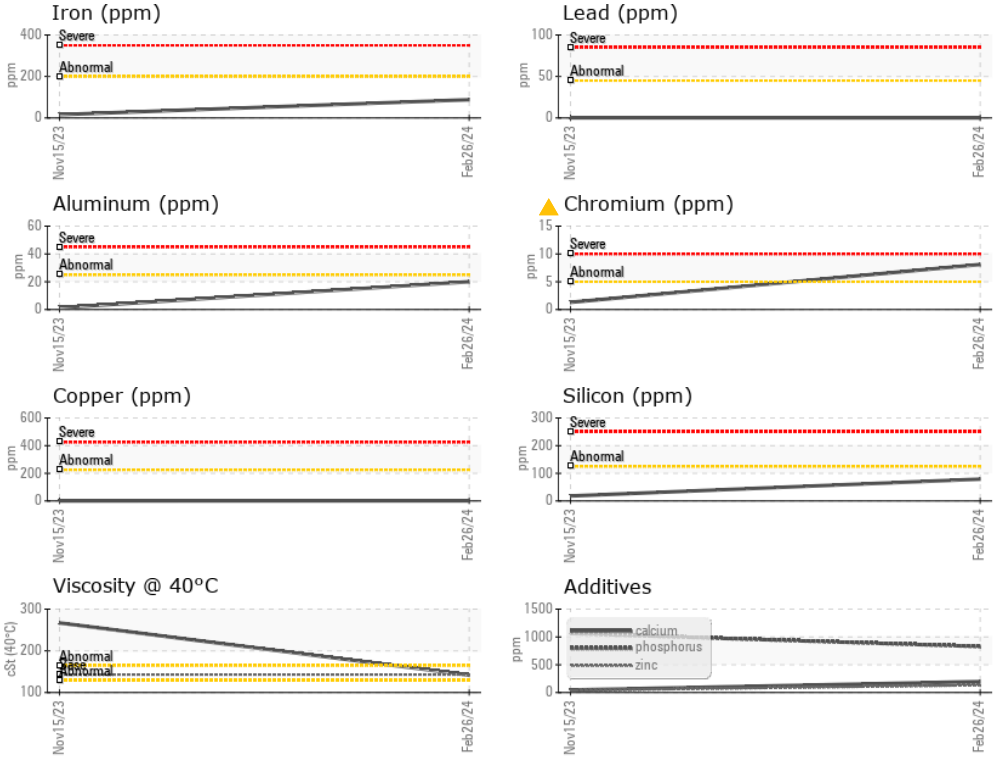 Iron (ppm)
400
200
0
ppm
Severe
Abnormal
Nov15/23
Feb26/24
Lead (ppm)
100
50
0
ppm
Severe
Abnormal
Nov15/23
Feb26/24
Aluminum (ppm)
60
40
20
0
ppm
Severe
Abnormal
Nov15/23
Feb26/24
Chromium (ppm)
15
10
5
0
ppm
Severe
Abnormal
Nov15/23
Feb26/24
Copper (ppm)
600
400
200
0
ppm
Severe
Abnormal
Nov15/23
Feb26/24
Silicon (ppm)
300
200
100
0
ppm
Severe
Abnormal
Nov15/23
Feb26/24
Viscosity @ 40°C
300
200
100
cSt (40°C)
Abnormal
Base
Abnormal
Nov15/23
Feb26/24
Additives
1500
1000
500
0
ppm
calcium
phosphorus
zinc
Nov15/23
Feb26/24